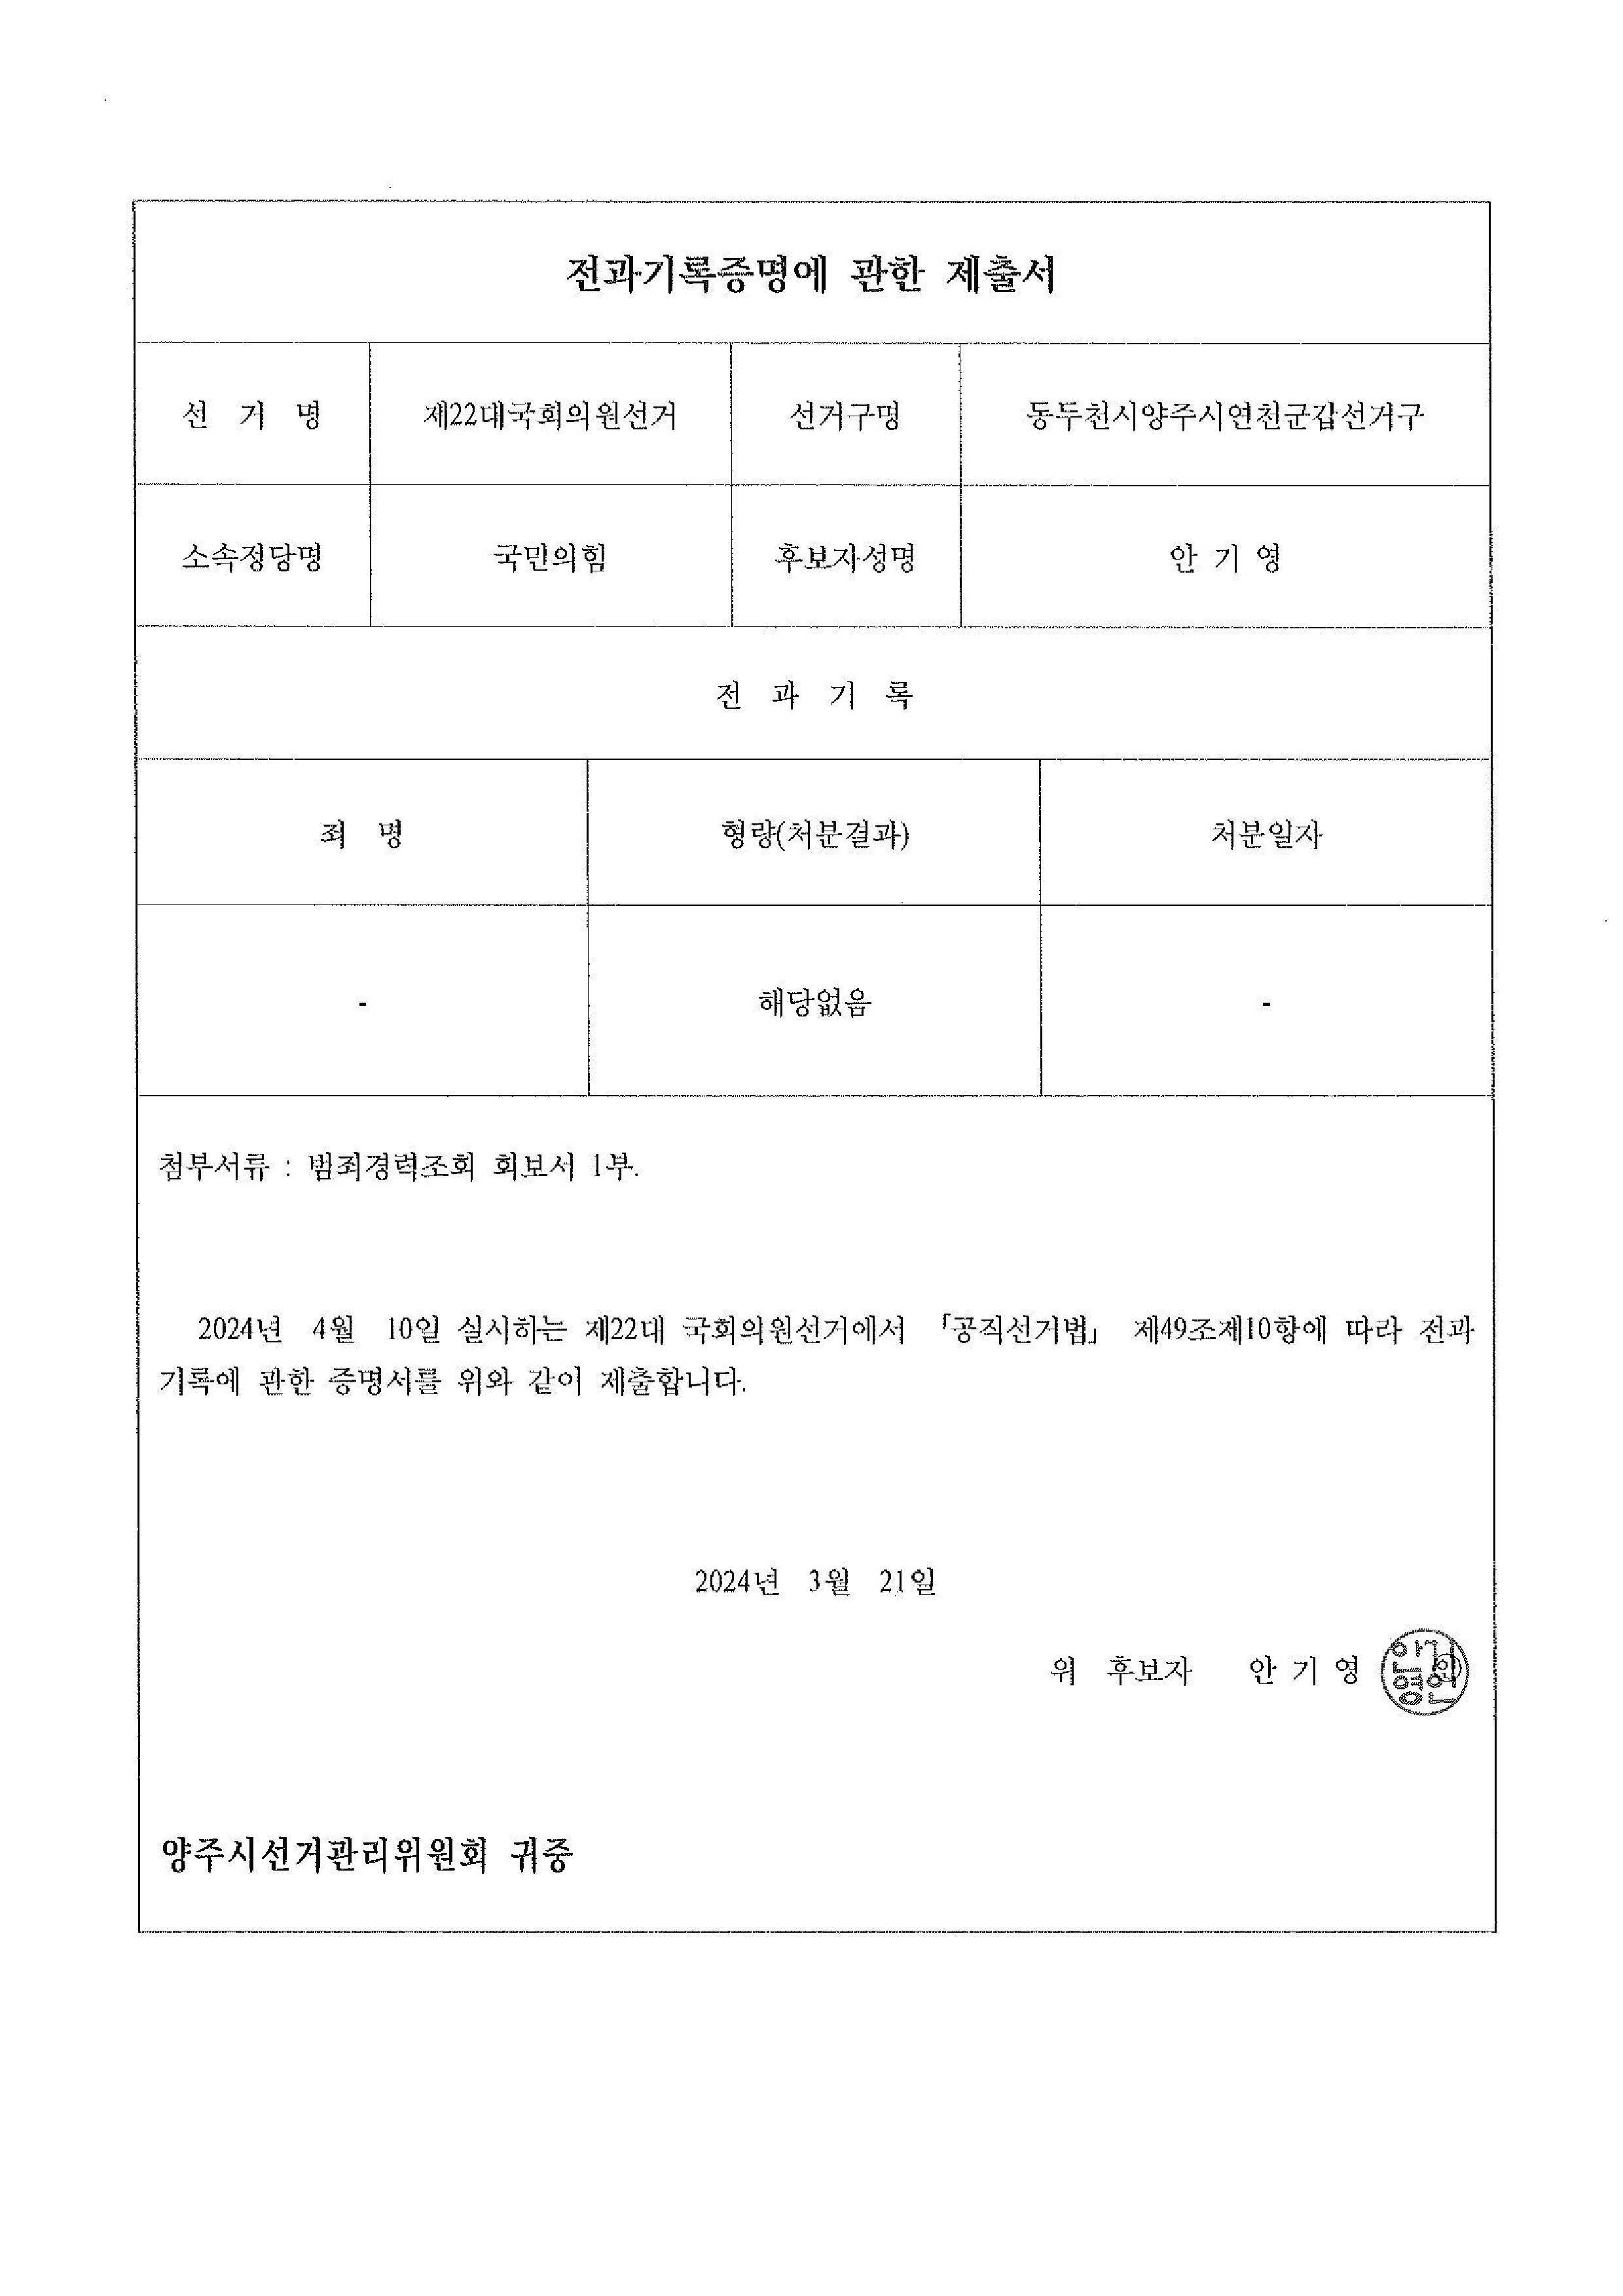 전과기록증명에 관한 제출서
선 거 명 제22대국회의원선거 선거구명 동두천시양주시연천군갑선거구
소속정당명 국민의힘 후보자성명 안 기 영
전 과 기 록
죄 명 형량(처분결과) 처분일자
- 해당없음 -
첨부서류 : 범죄경력조회 회보서 1부.
2024년 4월 10일 실시하는 제22대 국회의원선거에서 「공직선거법」 제49조제10항에 따라 전과
기록에 관한 증명서를 위와 같이 제출합니다.
2024년 3월 21일
위 후보자 안 기 영 안기영인
양주시선거관리위원회 귀중